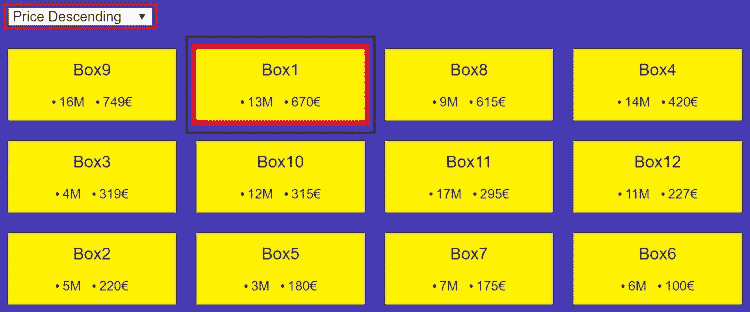 Price Descending
Box9
• 16M • 749€
Box1
• 13M • 670€
Box8
• 9M • 615€
Box4
• 14M • 420€
Box3
• 4M • 319€
Box10
• 12M • 315€
Box11
• 17M • 295€
Box12
• 11M • 227€
Box2
• 5M • 220€
Box5
• 3M • 180€
Box7
• 7M • 175€
Box6
• 6M • 100€